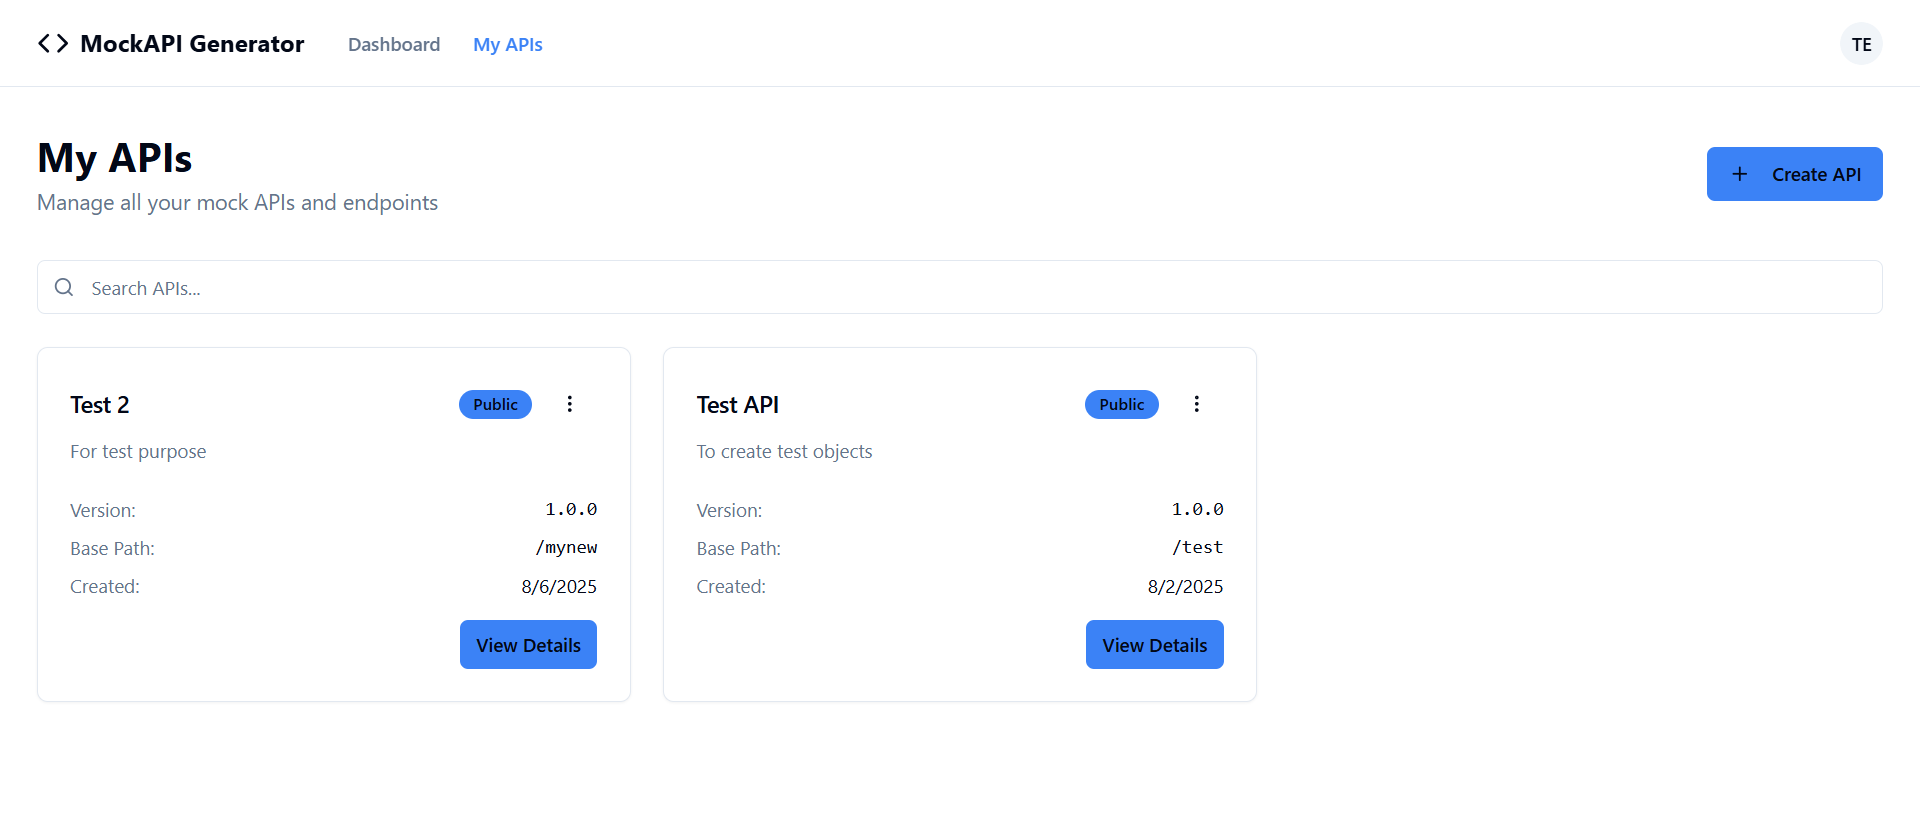 MockAPI Generator Dashboard My APIs TE
My APIs
Manage all your mock APIs and endpoints
Create API
Search APIs...
Test 2 Public
For test purpose
Version: 1.0.0
Base Path: /mynew
Created: 8/6/2025
View Details
Test API Public
To create test objects
Version: 1.0.0
Base Path: /test
Created: 8/2/2025
View Details